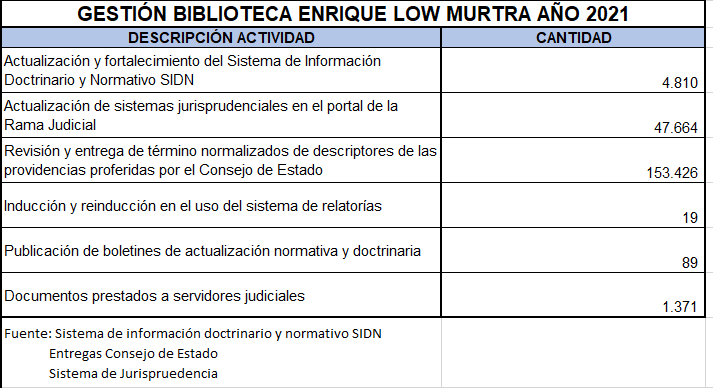 GESTIÓN BIBLIOTECA ENRIQUE LOW MURTRA AÑO 2021
DESCRIPCIÓN ACTIVIDAD CANTIDAD
Actualización y fortalecimiento del Sistema de Información
Doctrinario y Normativo SIDN 4.810
Actualización de sistemas jurisprudenciales en el portal de la
Rama Judicial 47.664
Revisión y entrega de término normalizados de descriptores de las
providencias proferidas por el Consejo de Estado 153.426
Inducción y reinducción en el uso del sistema de relatorías 19
Publicación de boletines de actualización normativa y doctrinaria 89
Documentos prestados a servidores judiciales 1.371
Fuente: Sistema de información doctrinario y normativo SIDN
Entregas Consejo de Estado
Sistema de Jurispruedencia